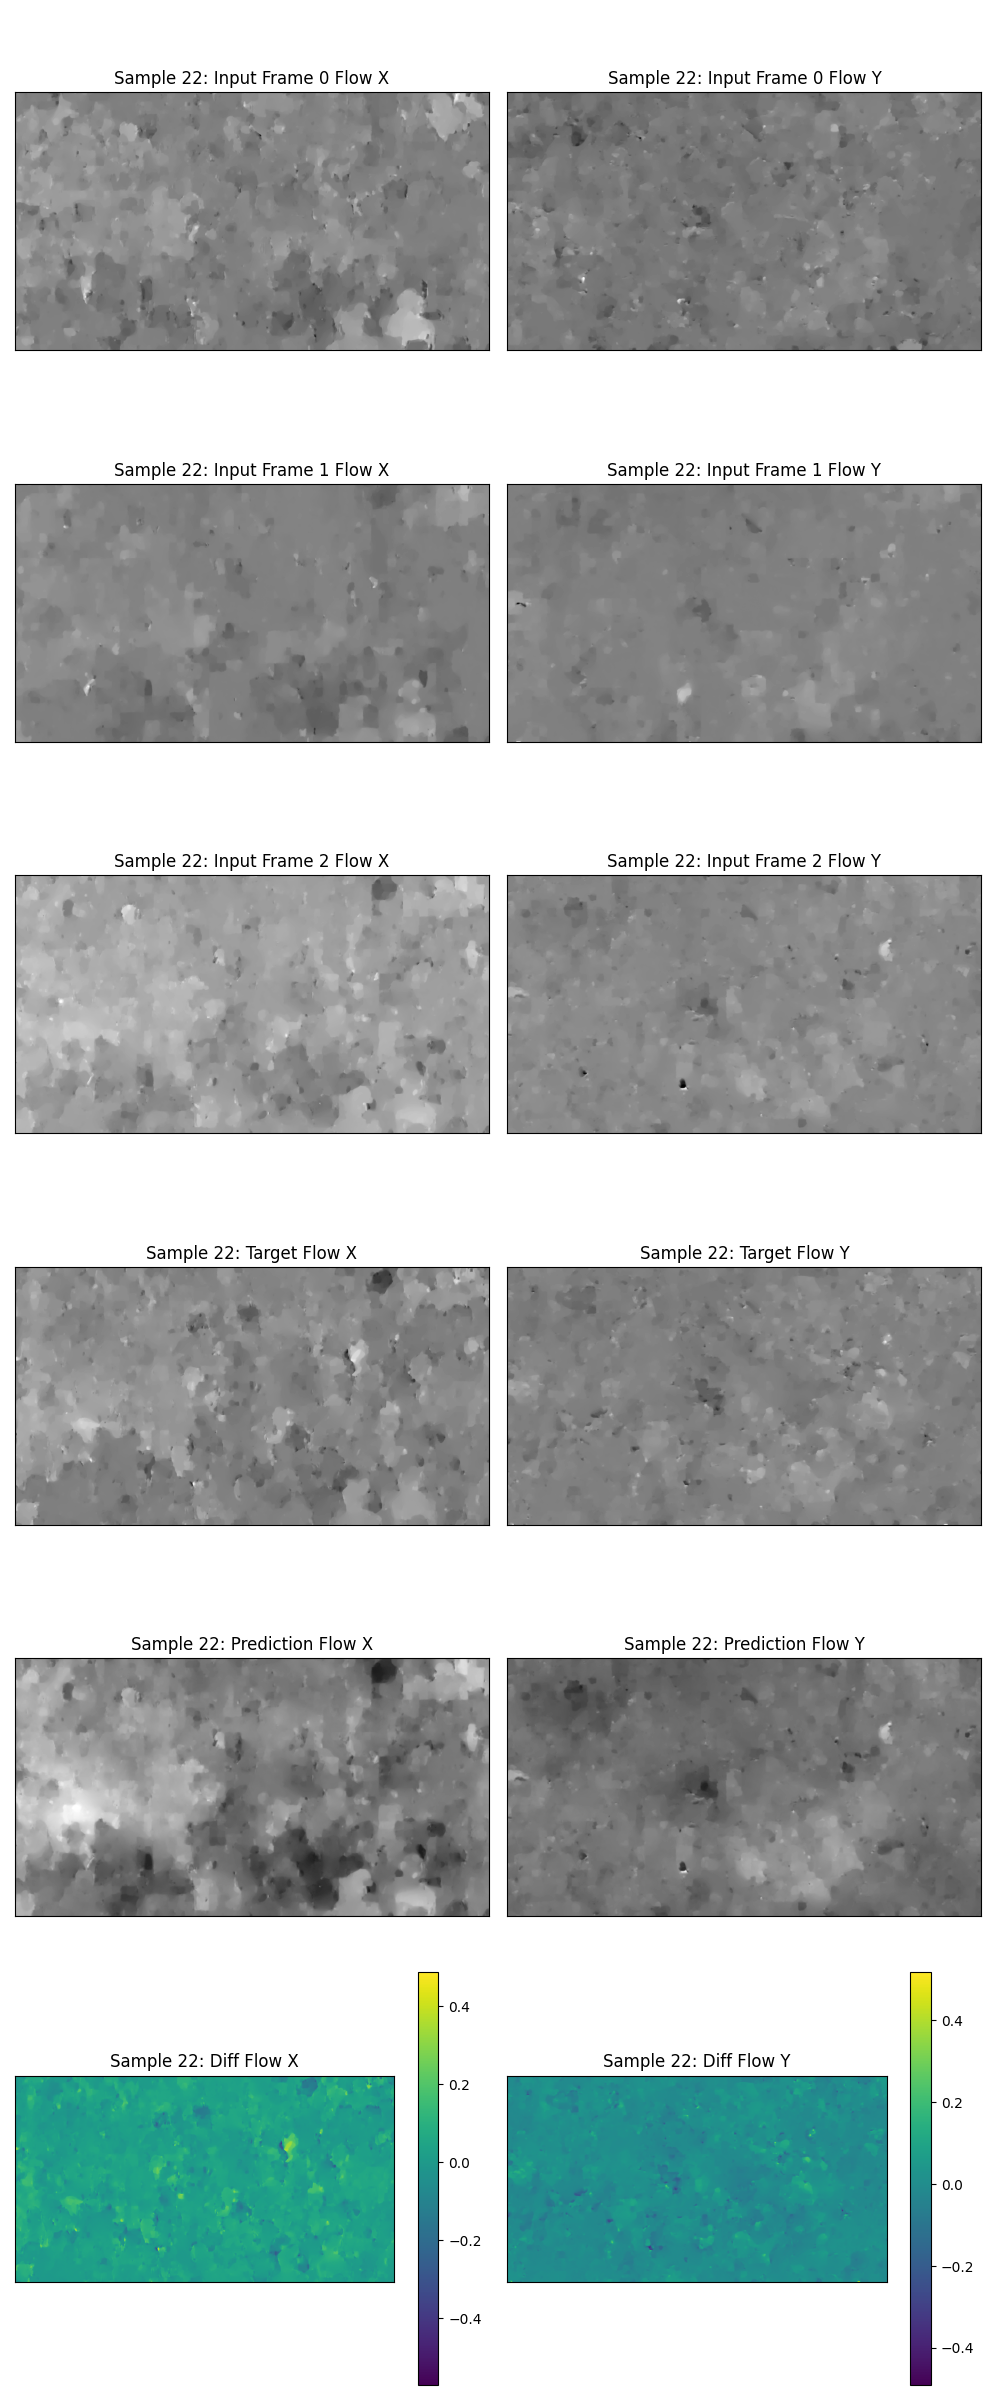 Sample 22: Input Frame 0 Flow X
Sample 22: Input Frame 0 Flow Y
Sample 22: Input Frame 1 Flow X
Sample 22: Input Frame 1 Flow Y
Sample 22: Input Frame 2 Flow X
Sample 22: Input Frame 2 Flow Y
Sample 22: Target Flow X
Sample 22: Target Flow Y
Sample 22: Prediction Flow X
Sample 22: Prediction Flow Y
Sample 22: Diff Flow X
0.4
0.2
0.0
−0.2
−0.4
Sample 22: Diff Flow Y
0.4
0.2
0.0
−0.2
−0.4